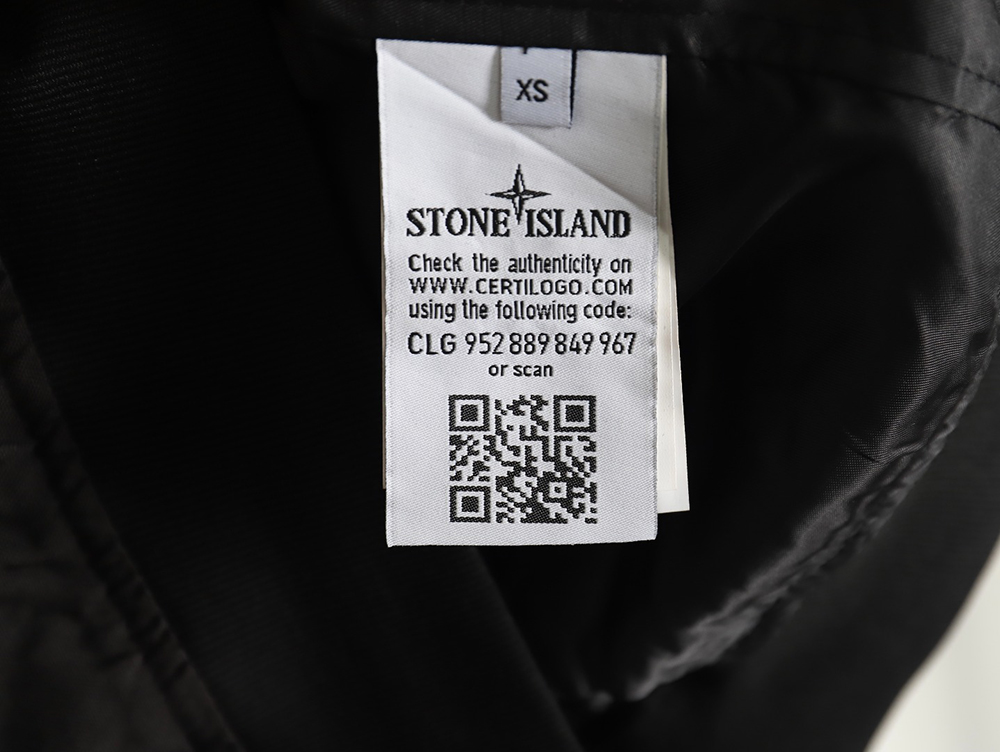 XS
STONE ISLAND
Check the authenticity on
WWW.CERTILOGO.COM
using the following code:
CLG 952 889 849 967
or scan